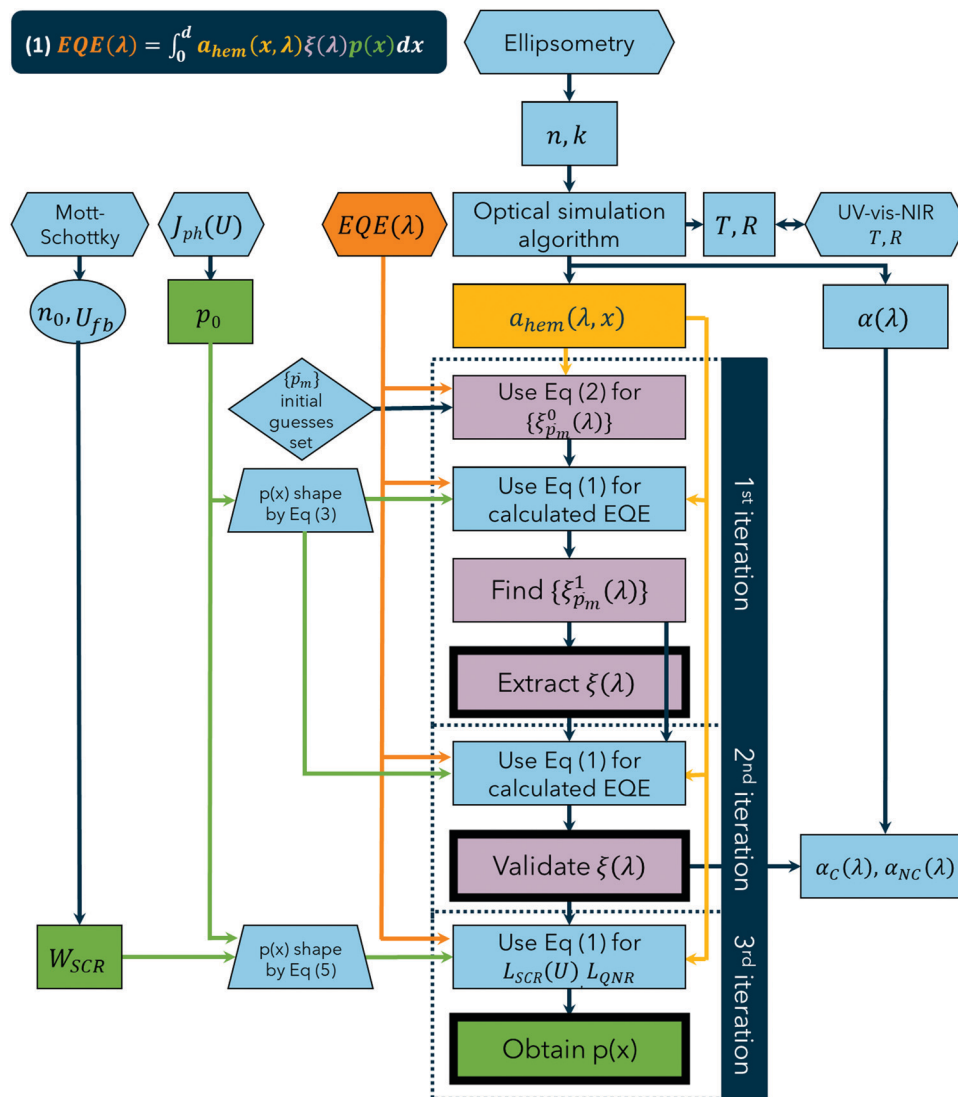 (1) EQE(λ) = ∫₀ᵈ a_hem(x, λ)ξ(λ)p(x)dx
Ellipsometry
n, k
Mott-
Schottky
J_ph(U)
EQE(λ)
Optical simulation
algorithm
T, R
UV-vis-NIR
T, R
n₀, U_fb
p₀
a_hem(λ, x)
α(λ)
{p̃_m}
initial
guesses
set
Use Eq (2) for
{ξ⁰_p̃_m(λ)}
p(x) shape
by Eq (3)
Use Eq (1) for
calculated EQE
Find {ξ¹_p̃_m(λ)}
Extract ξ(λ)
1st iteration
Use Eq (1) for
calculated EQE
2nd iteration
Validate ξ(λ)
α_C(λ), α_NC(λ)
W_SCR
p(x) shape
by Eq (5)
Use Eq (1) for
L_SCR(U) L_QNR
3rd iteration
Obtain p(x)